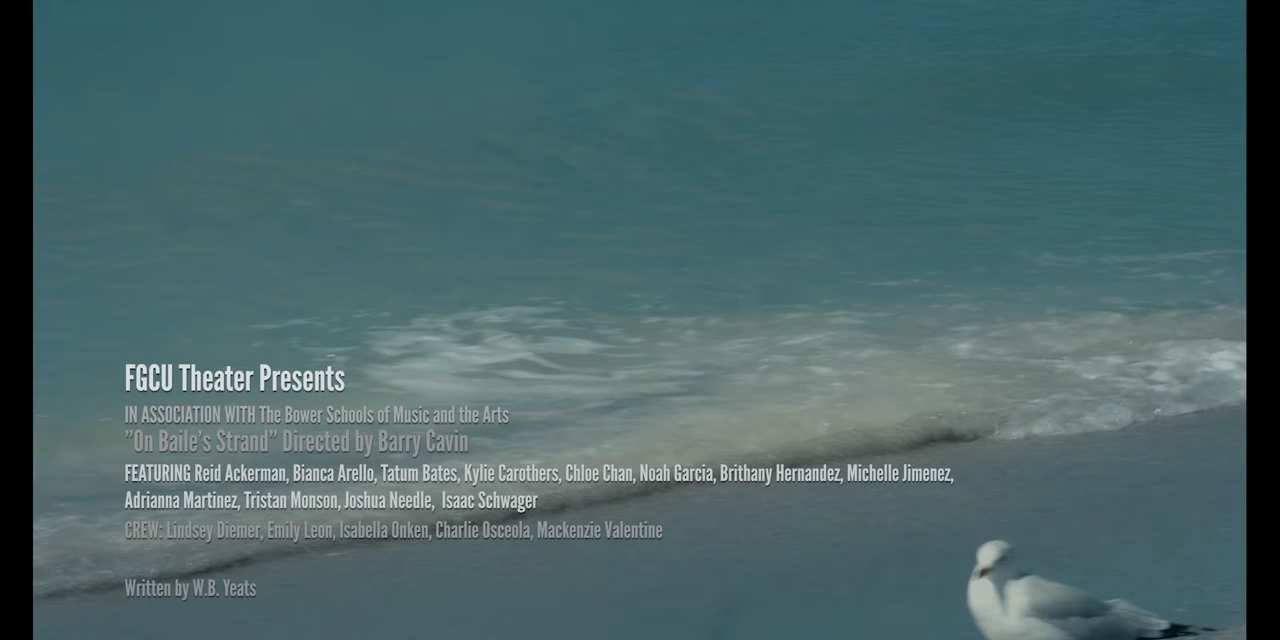 FGCU Theater Presents
IN ASSOCIATION WITH The Bower Schools of Music and the Arts
"On Baile's Strand" Directed by Barry Cavin
FEATURING Reid Ackerman, Bianca Arello, Tatum Bates, Kylie Carothers, Chloe Chan, Noah Garcia, Brithany Hernandez, Michelle Jimenez,
Adrianna Martinez, Tristan Monson, Joshua Needle, Isaac Schwager
CREW: Lindsey Diemer, Emily Leon, Isabella Onken, Charlie Osceola, Mackenzie Valentine
Written by W.B. Yeats